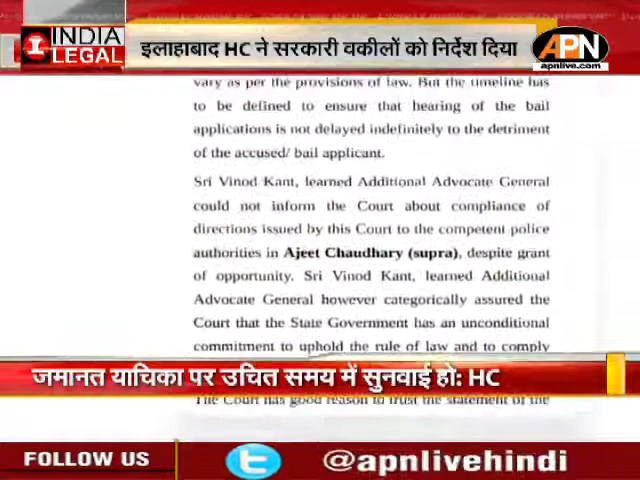 INDIA
LEGAL
इलाहाबाद HC ने सरकारी वकीलों को निर्देश दिया
APN
apnlive.com
vary as per the provisions of law. But the timeline has
to be defined to ensure that hearing of the bail
applications is not delayed indefinitely to the detriment
of the accused/ bail applicant.
Sri Vinod Kant, learned Additional Advocate General
could not inform the Court about compliance of
directions issued by this Court to the competent police
authorities in Ajeet Chaudhary (supra), despite grant
of opportunity. Sri Vinod Kant, learned Additional
Advocate General however categorically assured the
Court that the State Government has an unconditional
commitment to uphold the rule of law and to comply
जमानत याचिका पर उचित समय में सुनवाई हो: HC
The Court has good reason to trust the statement of the
FOLLOW US
@apnlivehindi